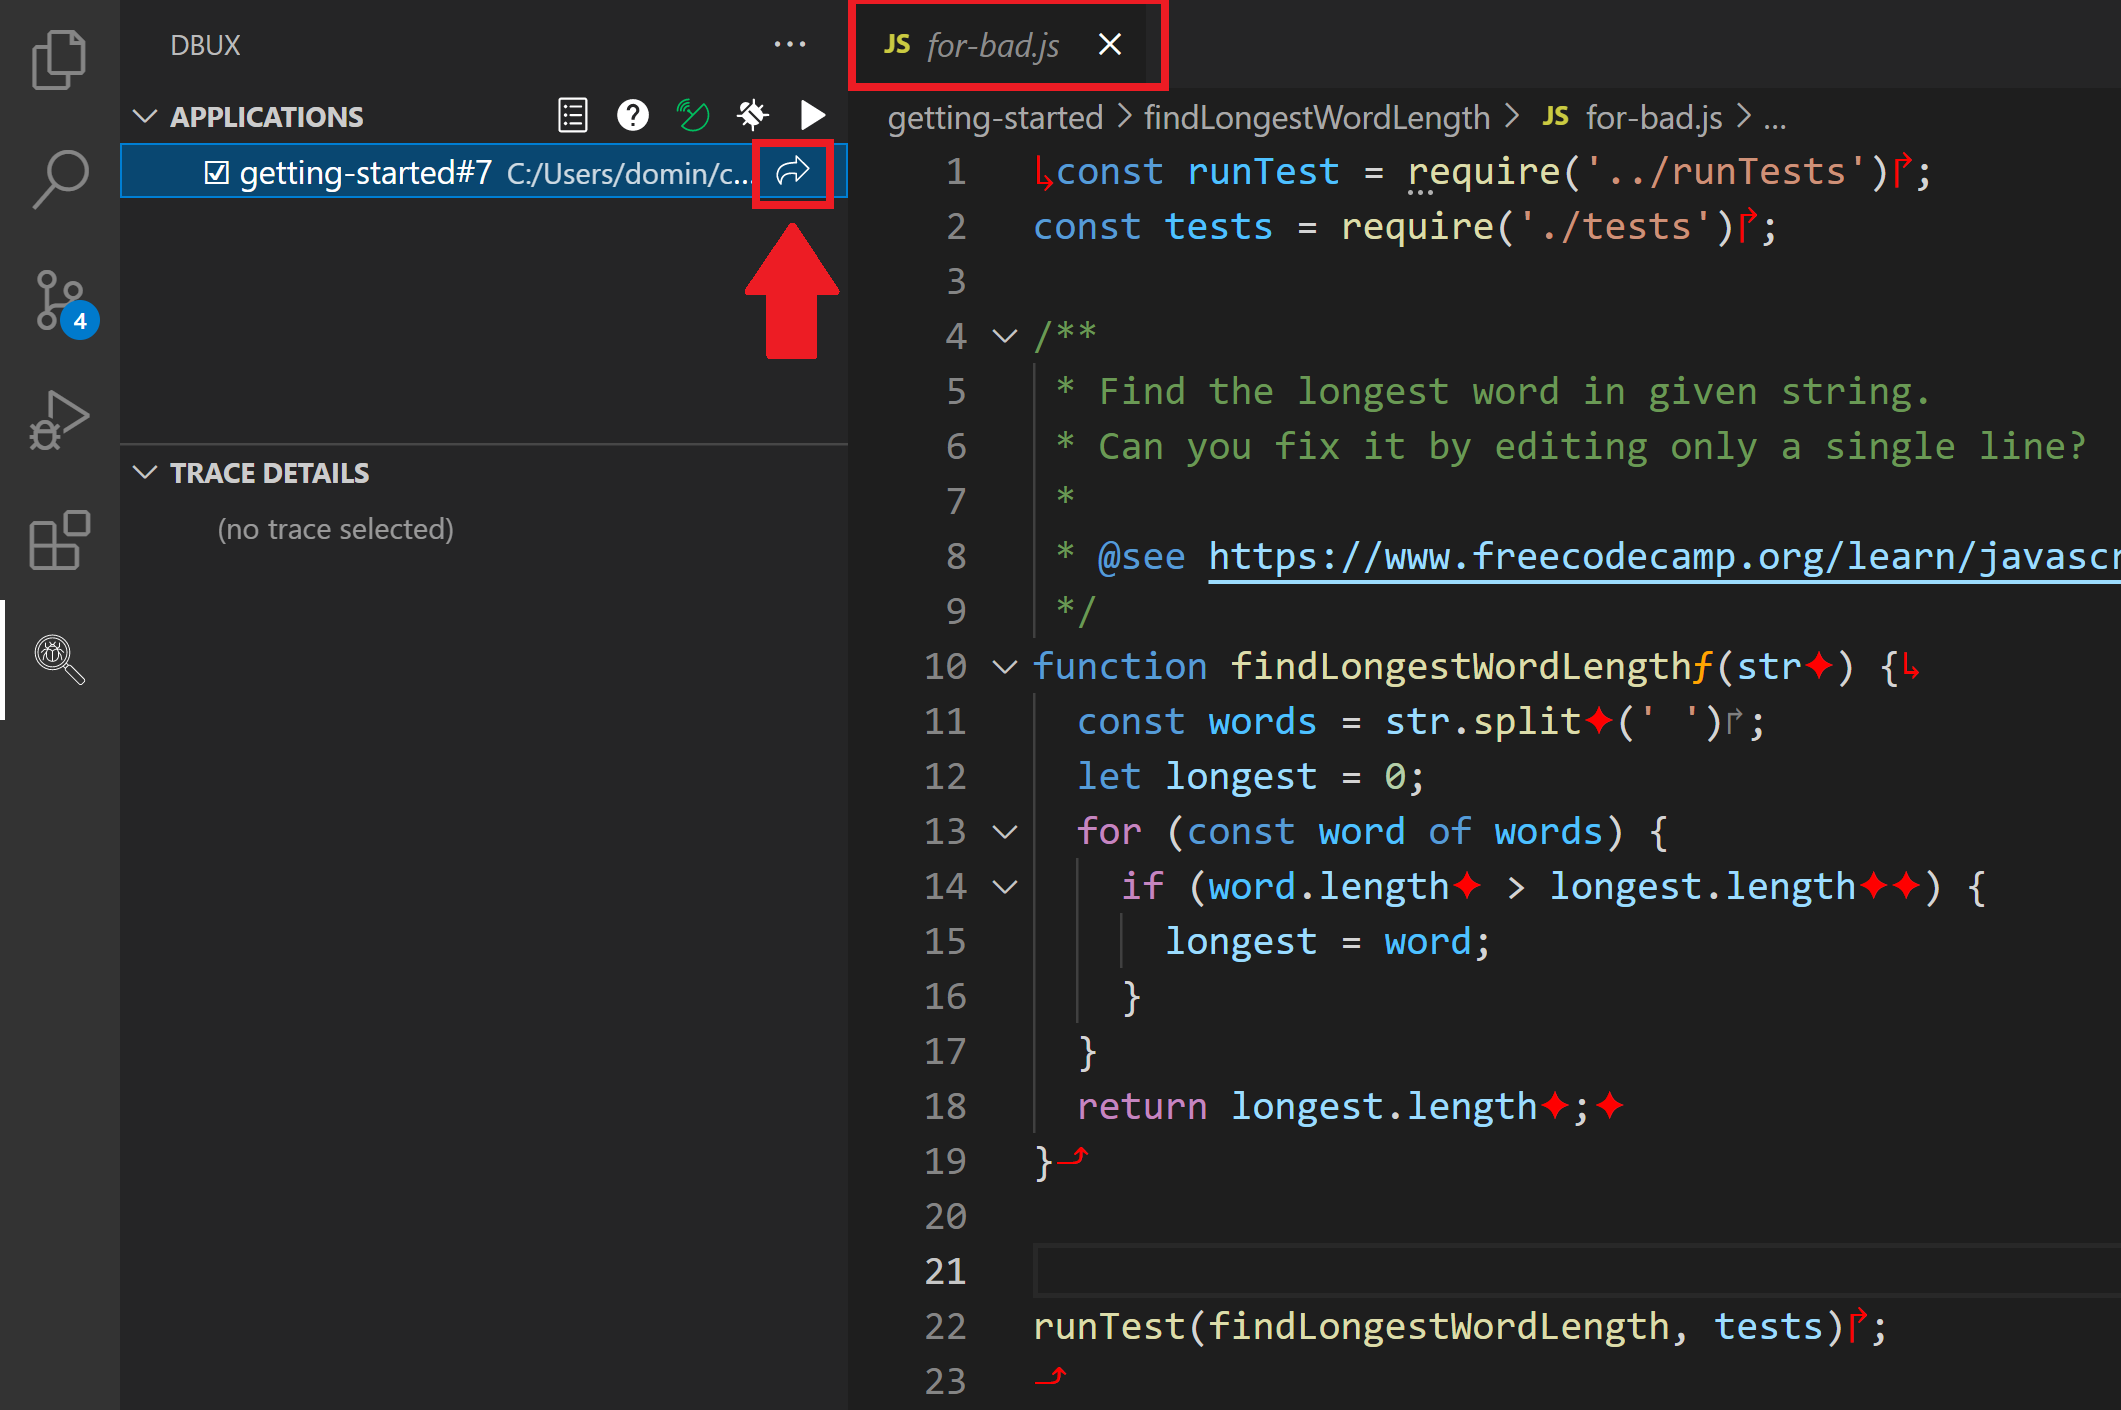 DBUX
APPLICATIONS
getting-started#7 C:/Users/domin/c...
4
TRACE DETAILS
(no trace selected)
JS for-bad.js
getting-started > findLongestWordLength > JS for-bad.js > ...
1 const runTest = require('../runTests');
2 const tests = require('./tests');
3
4 /**
5 * Find the longest word in given string.
6 * Can you fix it by editing only a single line?
7 *
8 * @see https://www.freecodecamp.org/learn/javascr
9 */
10 function findLongestWordLengthƒ(str✦) {
11 const words = str.split✦(' ');
12 let longest = 0;
13 for (const word of words) {
14 if (word.length✦ > longest.length✦✦) {
15 longest = word;
16 }
17 }
18 return longest.length✦;✦
19 }
20
21
22 runTest(findLongestWordLength, tests);
23